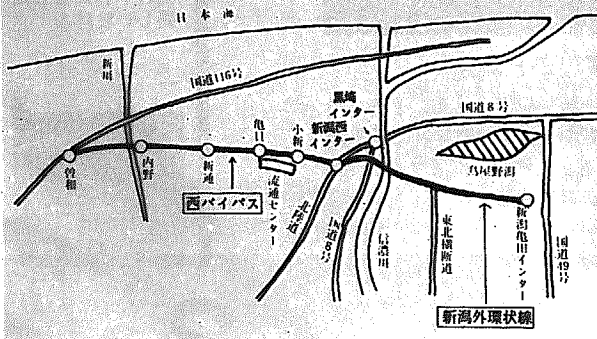 日本海
新川
国道116号
黒崎
インター
新潟西
インター
国道8号
亀貝
小新
曽和
内野
新通
西バイパス
流通センター
北陸道
国道8号
信濃川
鳥屋野潟
東北横断道
新潟亀田インター
国道49号
新潟外環状線